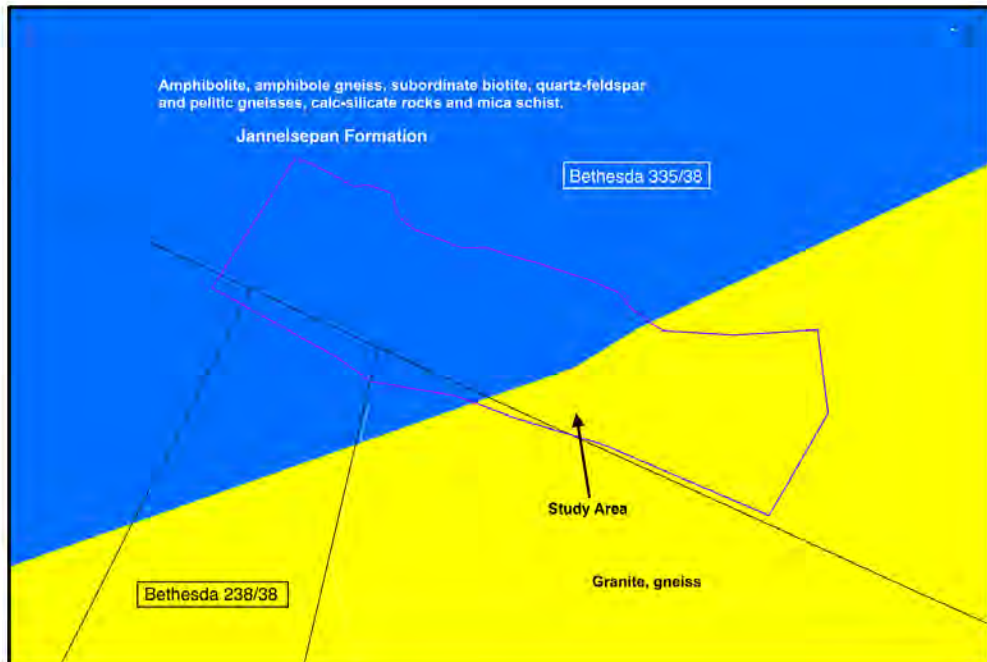 Amphibolite, amphibole gneiss, subordinate biotite, quartz-feldspar
and pelitic gneisses, calc-silicate rocks and mica schist.
Jannelsepan Formation
Bethesda 335/38
Study Area
Granite, gneiss
Bethesda 238/38